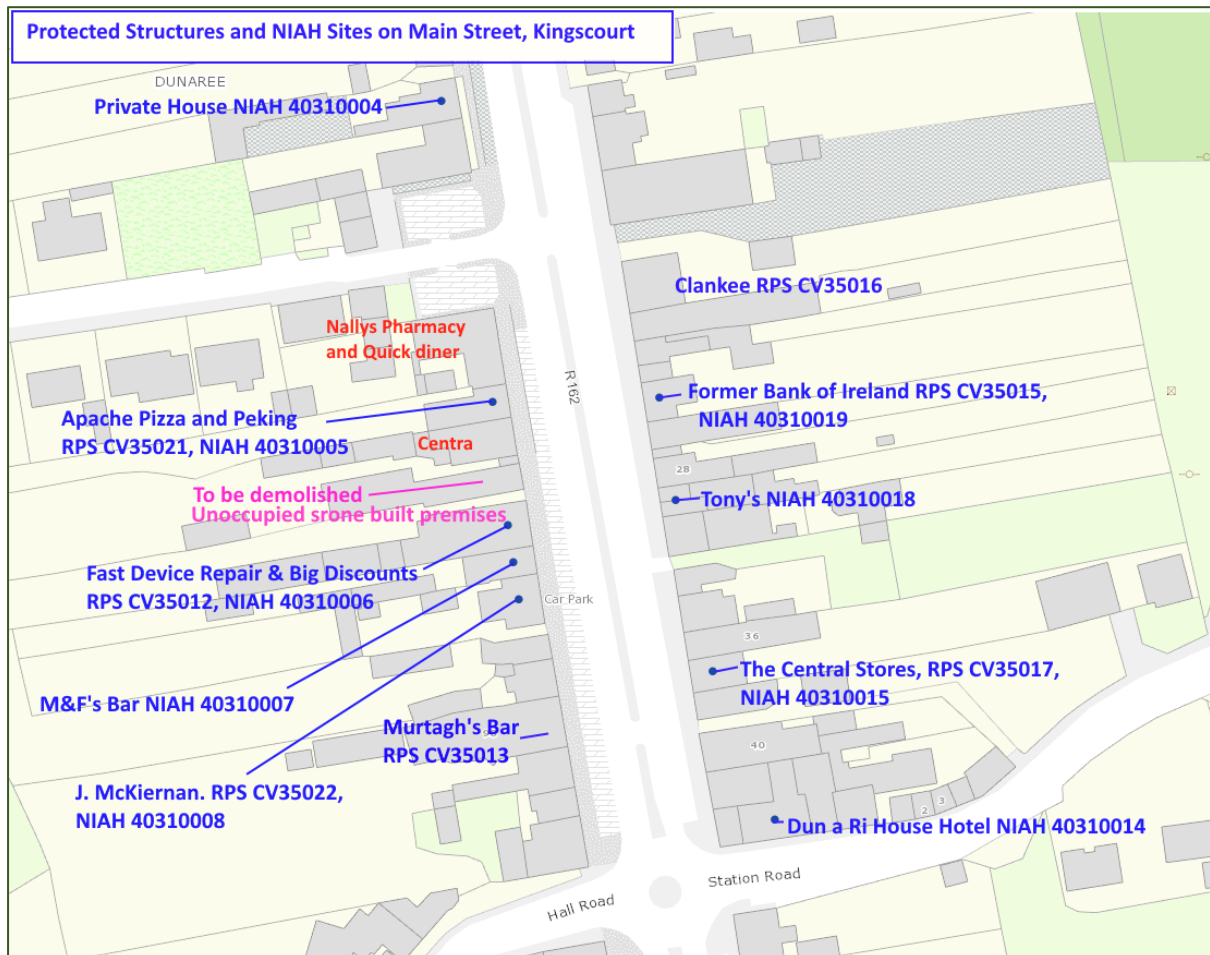 Protected Structures and NIAH Sites on Main Street, Kingscourt
DUNAREE
Private House NIAH 40310004
Clankee RPS CV35016
Nallys Pharmacy
and Quick diner
R162
Former Bank of Ireland RPS CV35015,
NIAH 40310019
Apache Pizza and Peking
RPS CV35021, NIAH 40310005
Centra
28
To be demolished
Unoccupied srone built premises
Tony's NIAH 40310018
Fast Device Repair & Big Discounts
RPS CV35012, NIAH 40310006
Car Park
36
The Central Stores, RPS CV35017,
NIAH 40310015
M&F's Bar NIAH 40310007
Murtagh's Bar
RPS CV35013
40
J. McKiernan. RPS CV35022,
NIAH 40310008
2
3
Dun a Ri House Hotel NIAH 40310014
Station Road
Hall Road